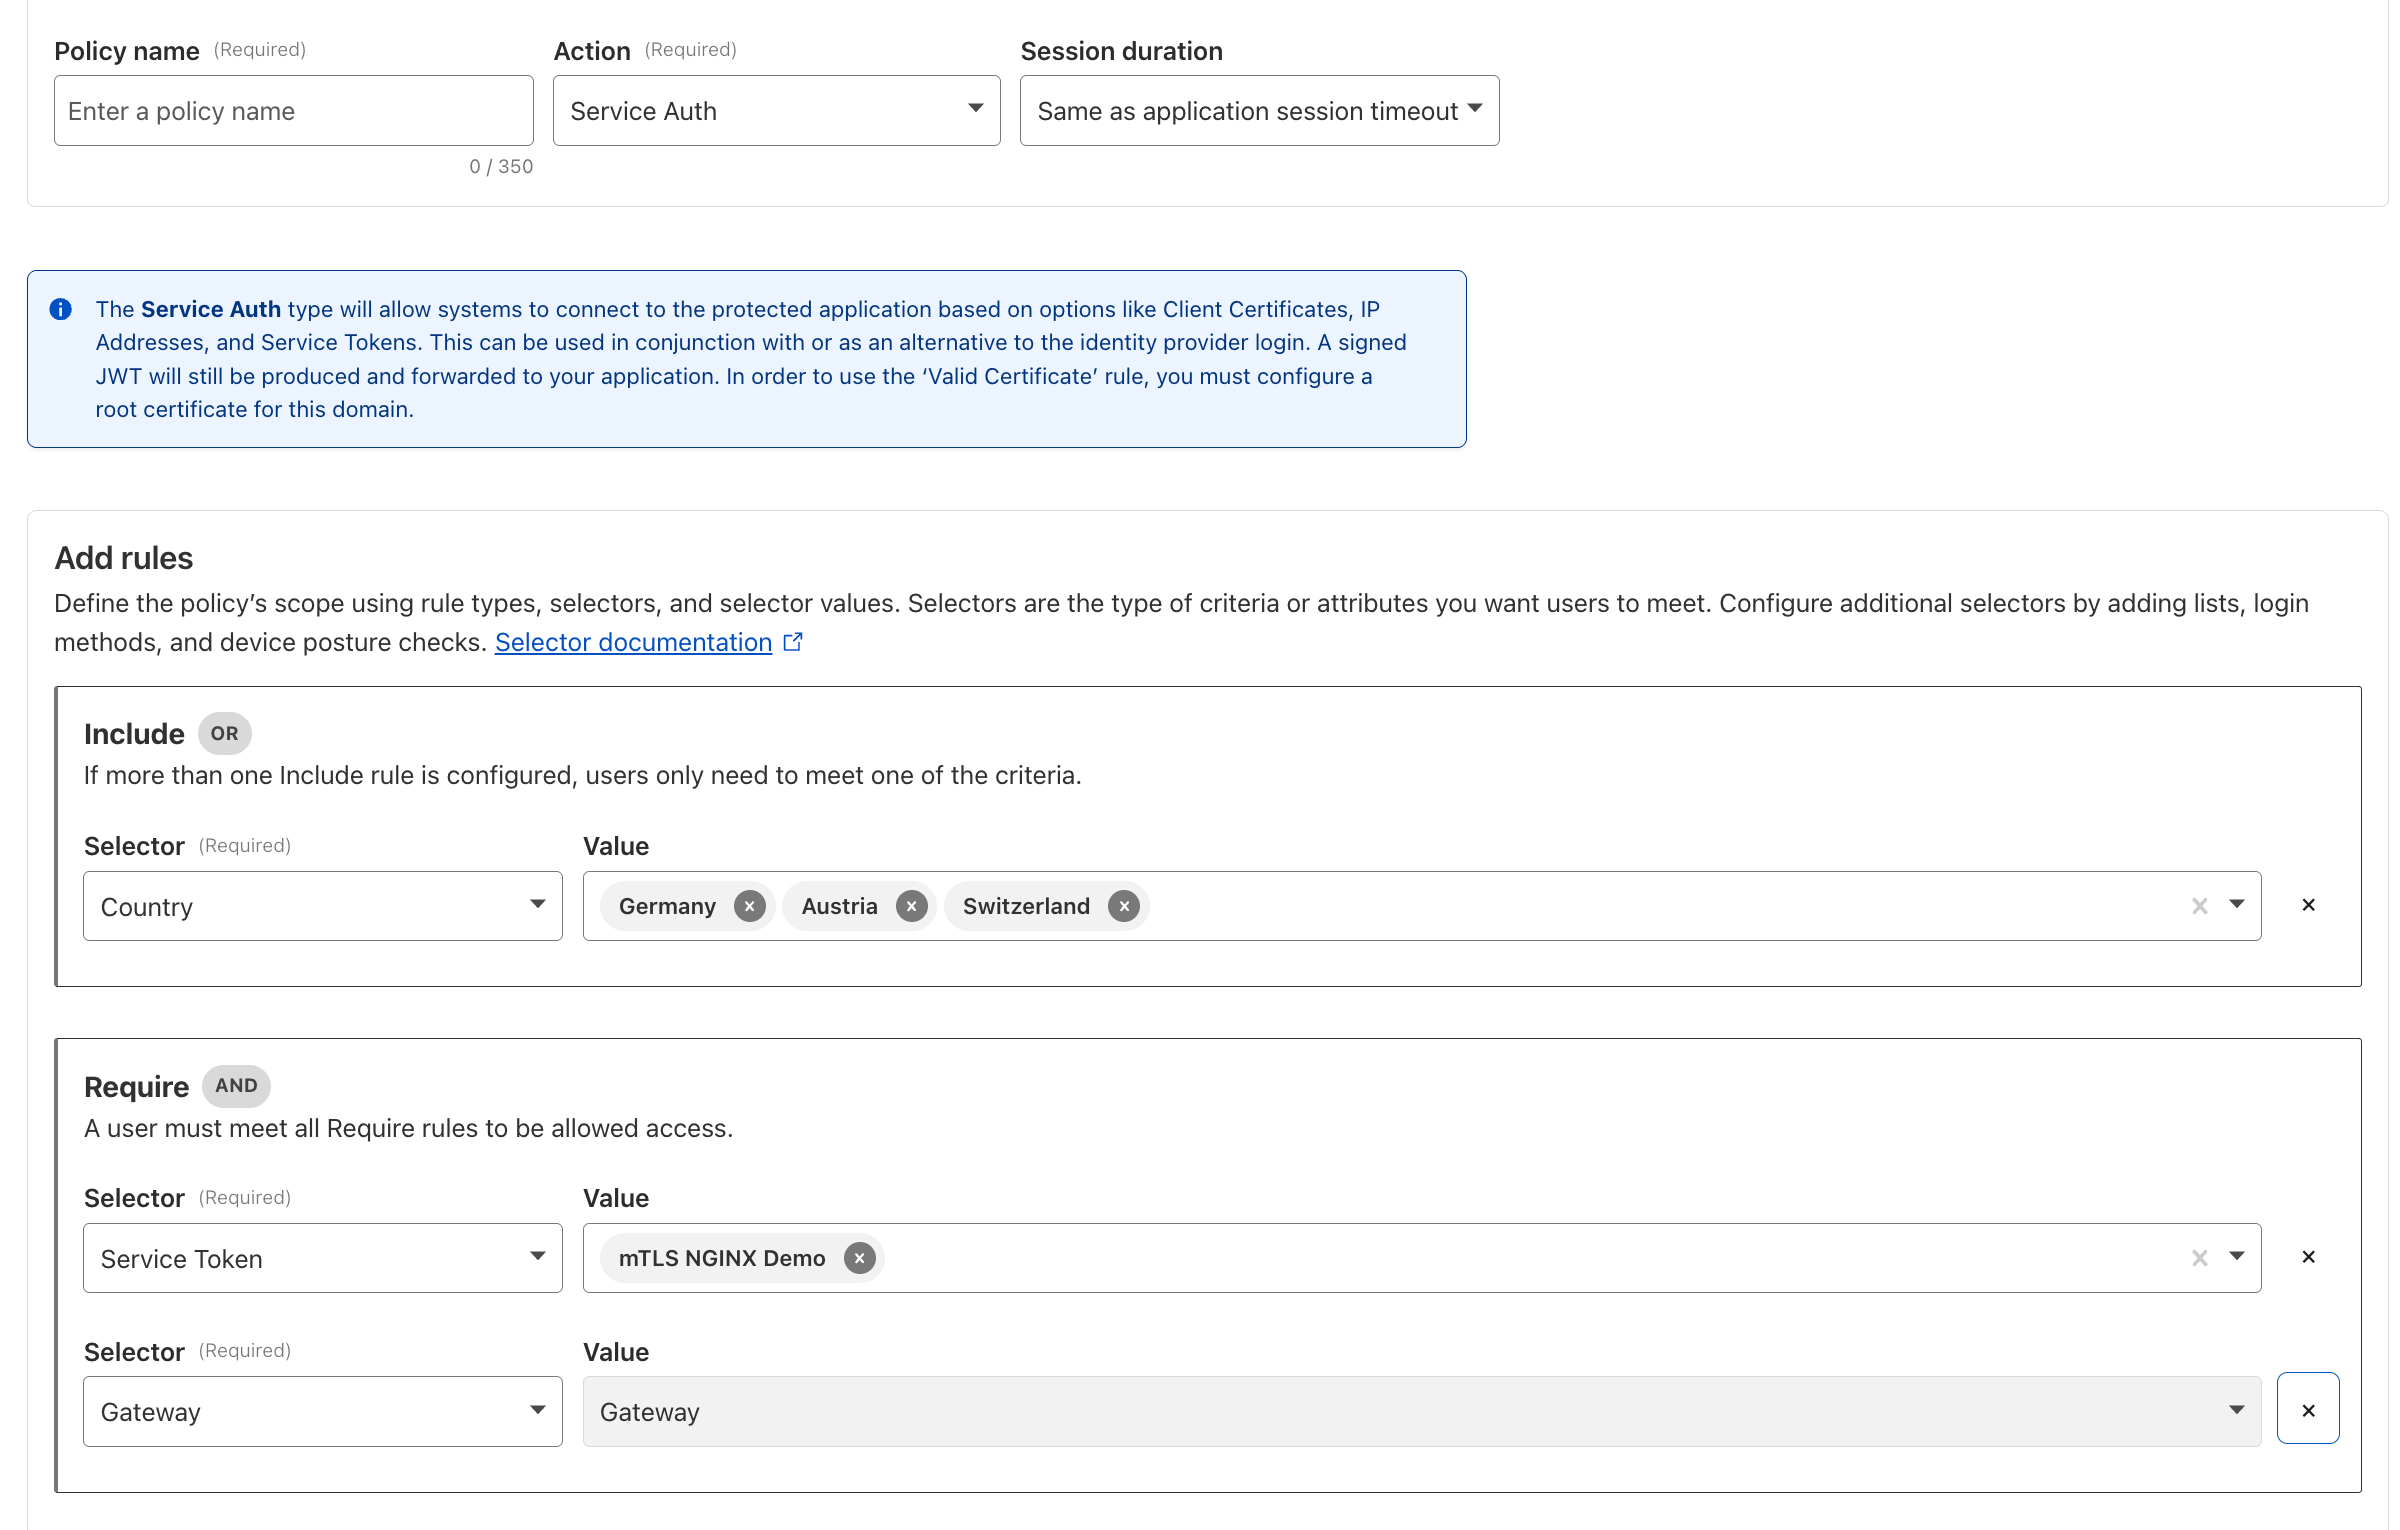 Policy name (Required) Action (Required) Session duration
Enter a policy name Service Auth Same as application session timeout
0 / 350
The Service Auth type will allow systems to connect to the protected application based on options like Client Certificates, IP
Addresses, and Service Tokens. This can be used in conjunction with or as an alternative to the identity provider login. A signed
JWT will still be produced and forwarded to your application. In order to use the ‘Valid Certificate’ rule, you must configure a
root certificate for this domain.
Add rules
Define the policy’s scope using rule types, selectors, and selector values. Selectors are the type of criteria or attributes you want users to meet. Configure additional selectors by adding lists, login
methods, and device posture checks. Selector documentation
Include OR
If more than one Include rule is configured, users only need to meet one of the criteria.
Selector (Required) Value
Country Germany Austria Switzerland
Require AND
A user must meet all Require rules to be allowed access.
Selector (Required) Value
Service Token mTLS NGINX Demo
Selector (Required) Value
Gateway Gateway